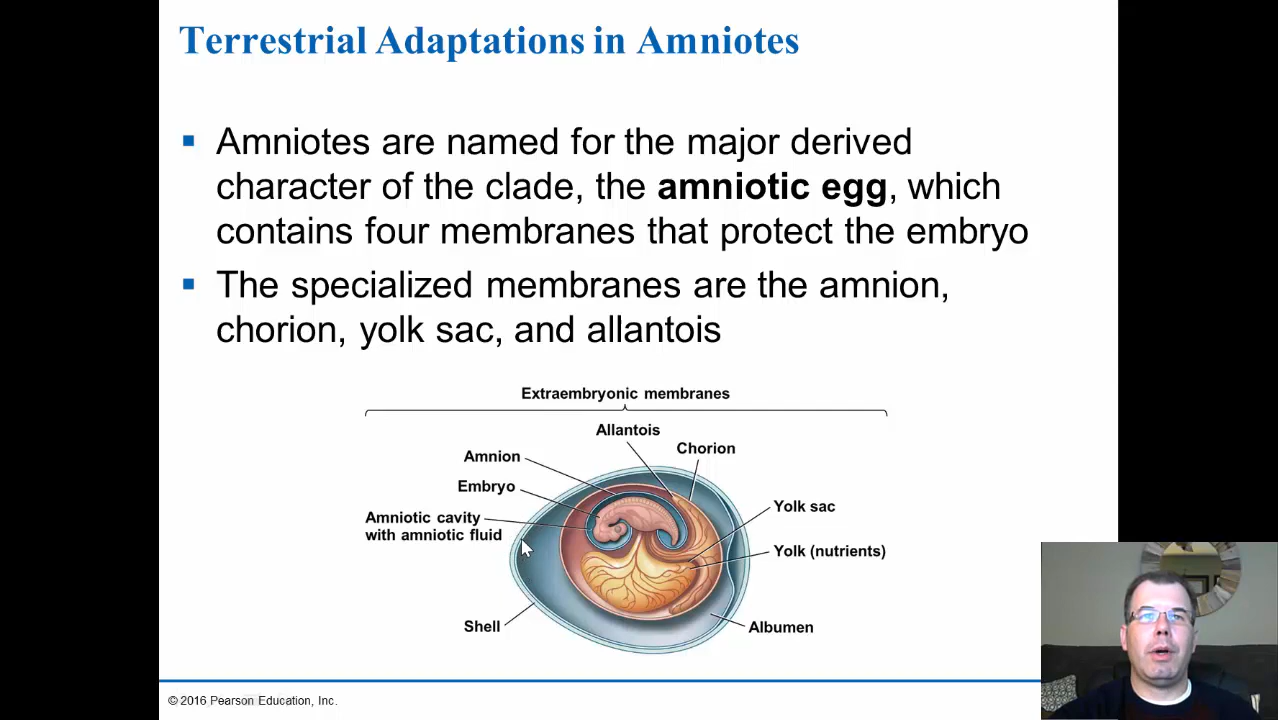 Terrestrial Adaptations in Amniotes
▪ Amniotes are named for the major derived
character of the clade, the amniotic egg, which
contains four membranes that protect the embryo
▪ The specialized membranes are the amnion,
chorion, yolk sac, and allantois
Extraembryonic membranes
Allantois
Chorion
Amnion
Embryo
Amniotic cavity
with amniotic fluid
Yolk sac
Yolk (nutrients)
Shell
Albumen
© 2016 Pearson Education, Inc.